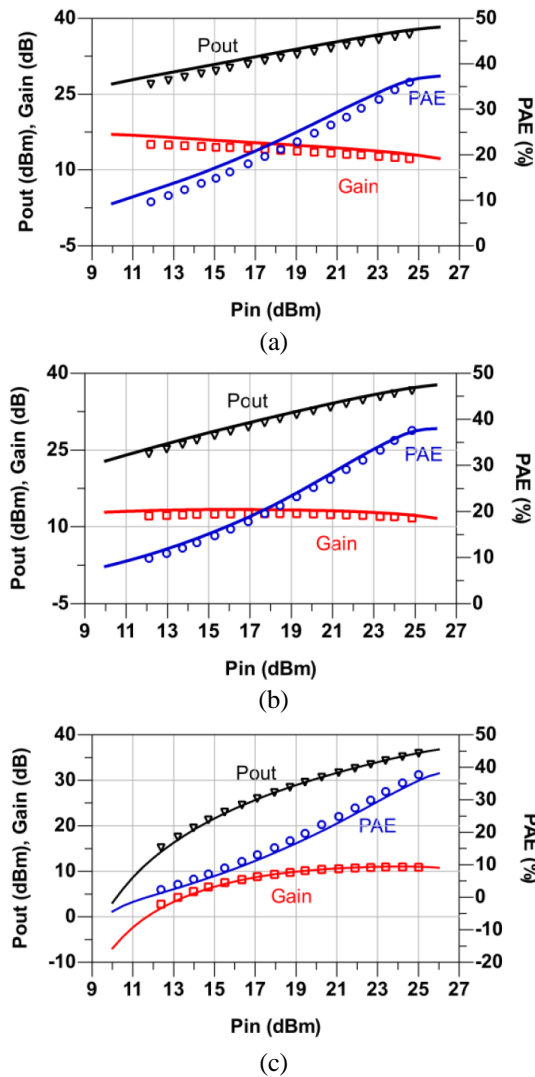 Pout (dBm), Gain (dB)
40
25
10
-5
Pout
PAE
Gain
50
40
30
20
10
0
PAE (%)
9 11 13 15 17 19 21 23 25 27
Pin (dBm)
(a)
Pout (dBm), Gain (dB)
40
25
10
-5
Pout
PAE
Gain
50
40
30
20
10
0
PAE (%)
9 11 13 15 17 19 21 23 25 27
Pin (dBm)
(b)
Pout (dBm), Gain (dB)
40
30
20
10
0
-10
Pout
PAE
Gain
50
40
30
20
10
0
-10
-20
PAE (%)
9 11 13 15 17 19 21 23 25 27
Pin (dBm)
(c)